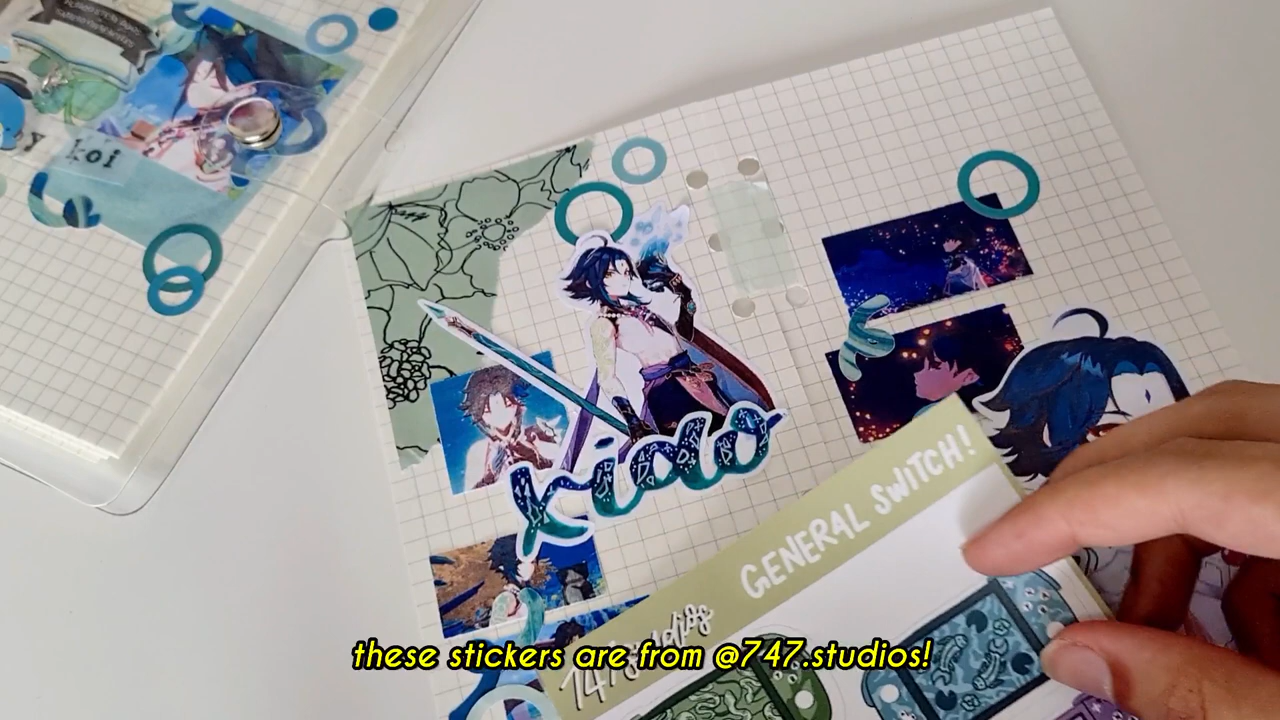 koi
xiao
GENERAL SWITCH!
747studios
these stickers are from @747.studios!